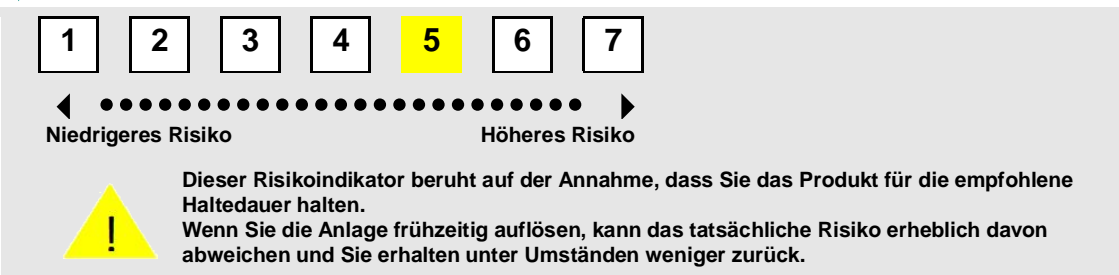 1 2 3 4 5 6 7
Niedrigeres Risiko Höheres Risiko
Dieser Risikoindikator beruht auf der Annahme, dass Sie das Produkt für die empfohlene
Haltedauer halten.
! Wenn Sie die Anlage frühzeitig auflösen, kann das tatsächliche Risiko erheblich davon
abweichen und Sie erhalten unter Umständen weniger zurück.